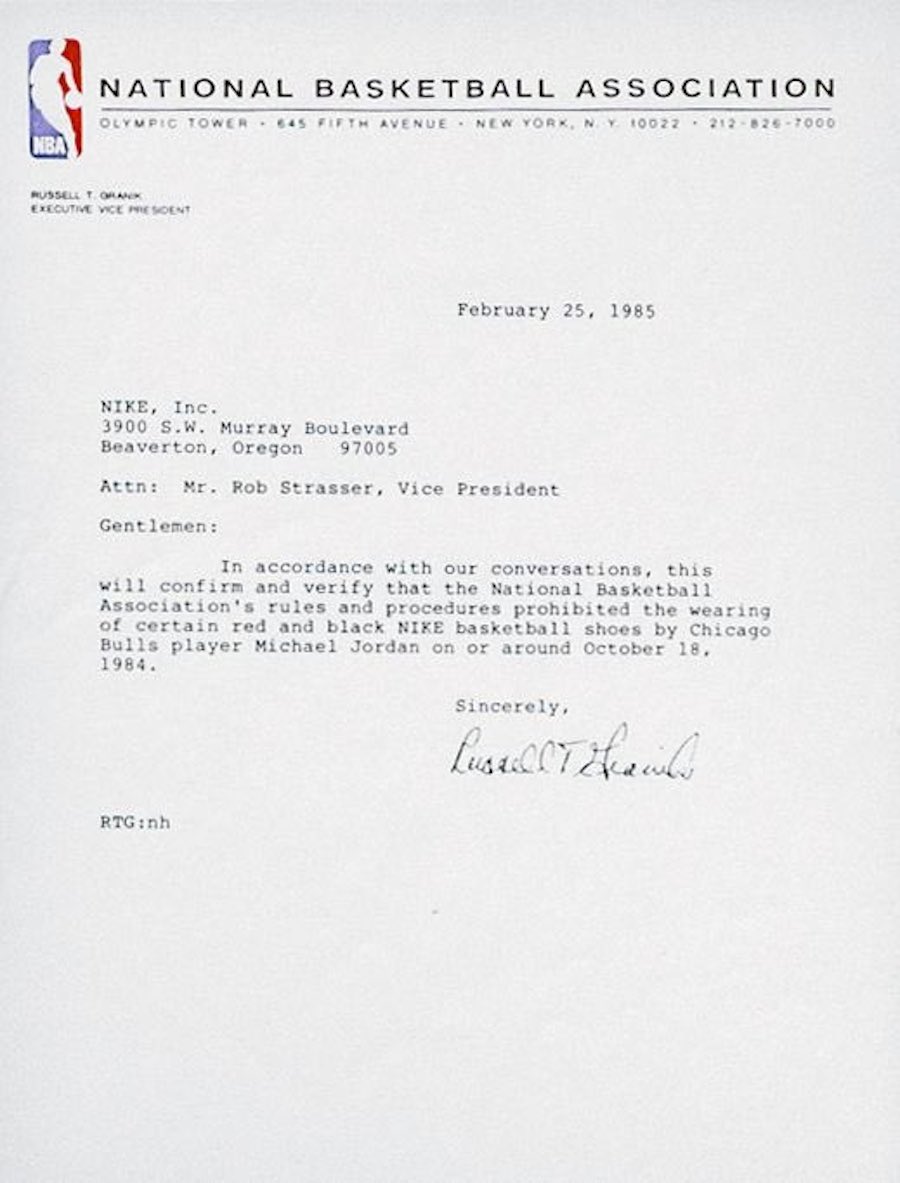 NBA
NATIONAL BASKETBALL ASSOCIATION
OLYMPIC TOWER · 645 FIFTH AVENUE · NEW YORK, N. Y. 10022 · 212-826-7000
RUSSELL T. GRANIK
EXECUTIVE VICE PRESIDENT
February 25, 1985
NIKE, Inc.
3900 S.W. Murray Boulevard
Beaverton, Oregon 97005
Attn: Mr. Rob Strasser, Vice President
Gentlemen:
In accordance with our conversations, this
will confirm and verify that the National Basketball
Association's rules and procedures prohibited the wearing
of certain red and black NIKE basketball shoes by Chicago
Bulls player Michael Jordan on or around October 18,
1984.
Sincerely,
Russell T Granik
RTG:nh